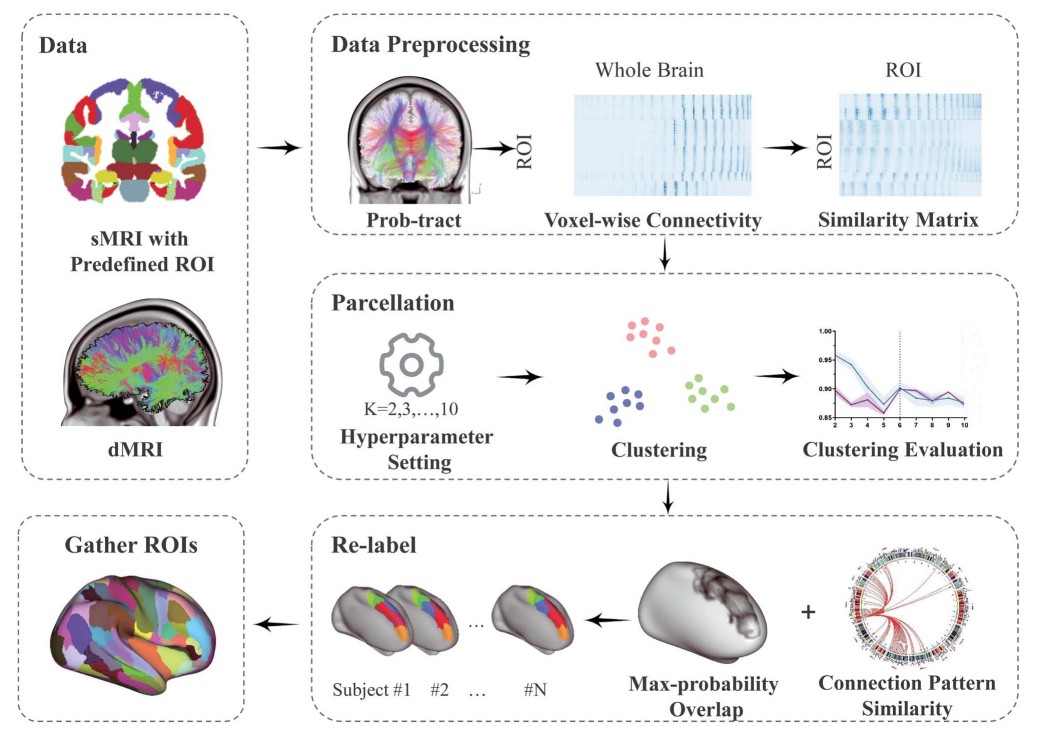 Data
sMRI with
Predefined ROI
dMRI
Data Preprocessing
Prob-tract
Whole Brain
ROI
Voxel-wise Connectivity
ROI
ROI
Similarity Matrix
Parcellation
K=2,3,…,10
Hyperparameter
Setting
Clustering
1.00
0.95
0.90
0.85
2 3 4 5 6 7 8 9 10
Clustering Evaluation
Re-label
Subject #1 #2 … #N
...
Max-probability
Overlap
+
Connection Pattern
Similarity
Gather ROIs